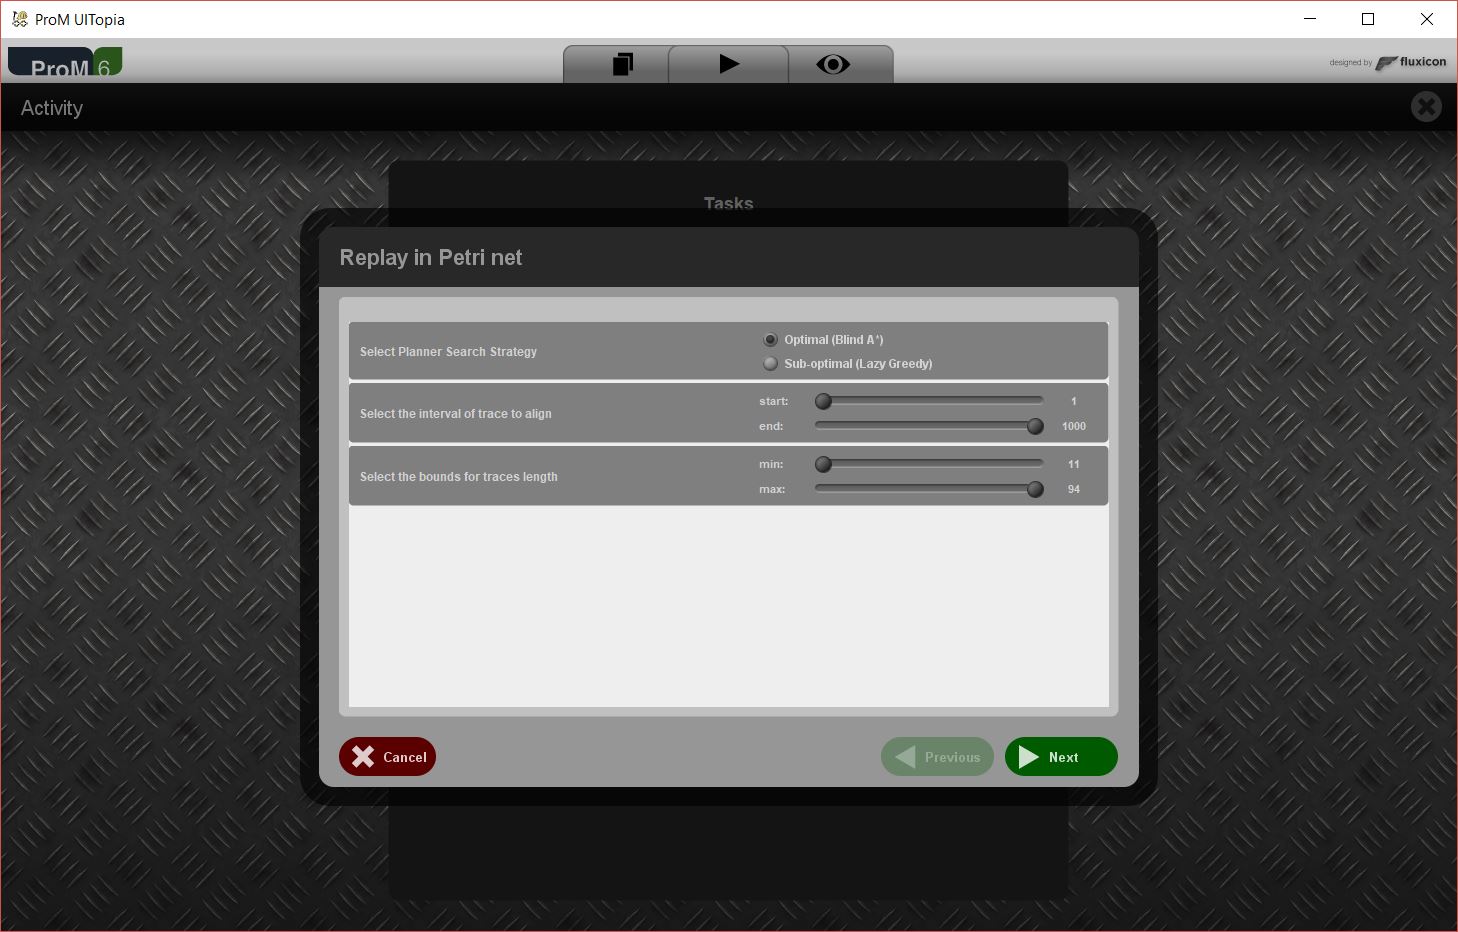 ProM UITopia
ProM 6
designed by fluxicon
Activity
Tasks
Replay in Petri net
Select Planner Search Strategy
Optimal (Blind A*)
Sub-optimal (Lazy Greedy)
Select the interval of trace to align
start: 1
end: 1000
Select the bounds for traces length
min: 11
max: 94
Cancel
Previous
Next